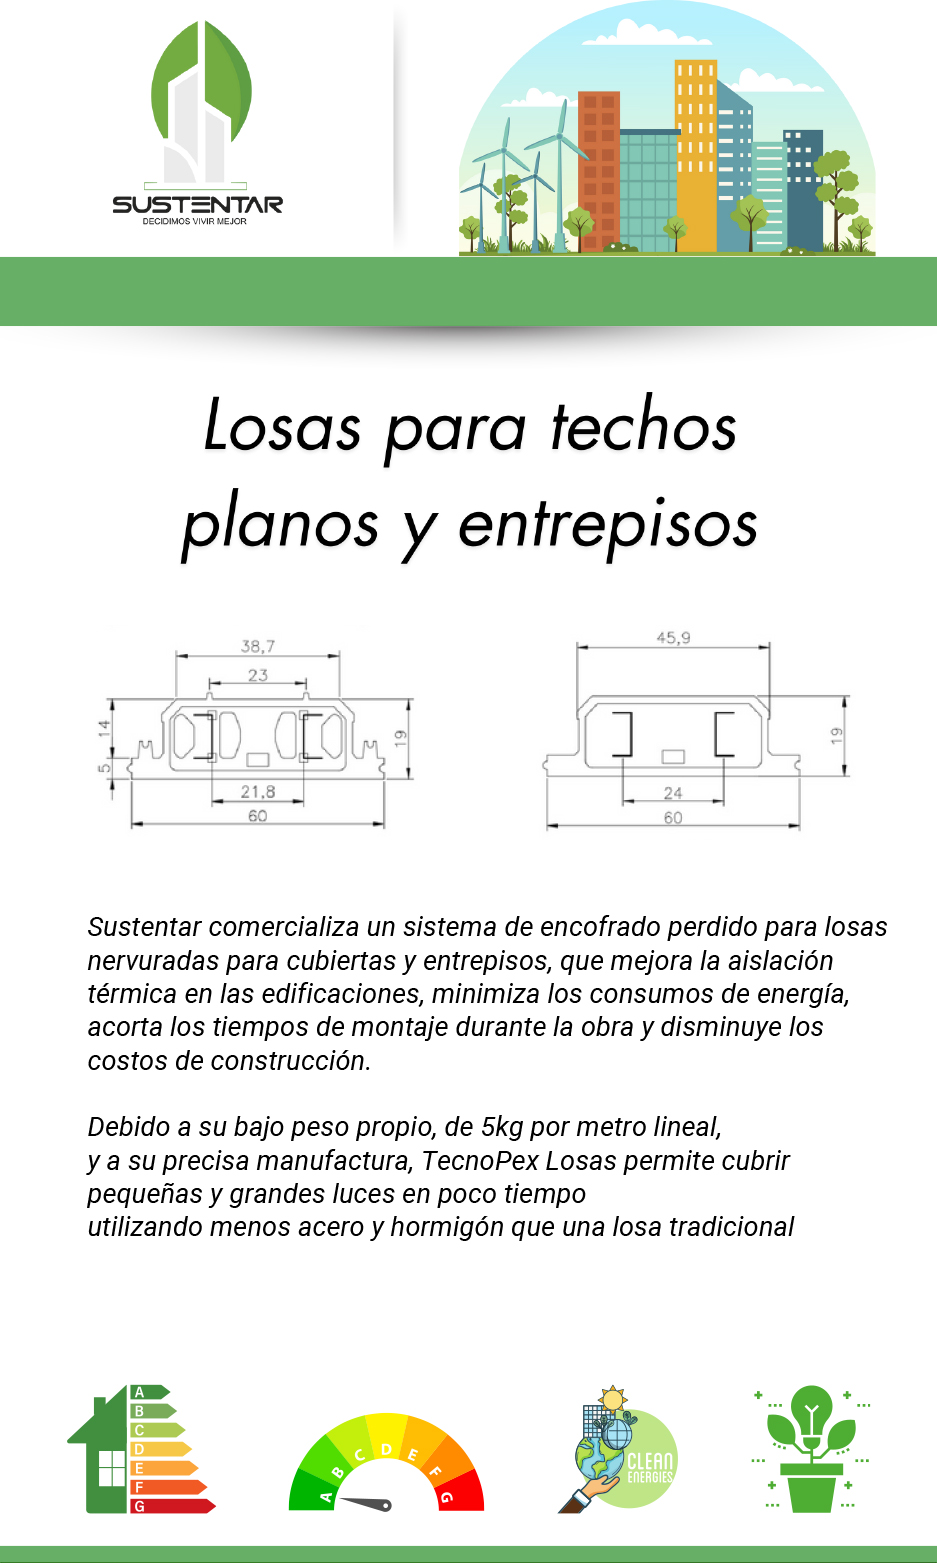 SUSTENTAR
DECIDIMOS VIVIR MEJOR
Losas para techos
planos y entrepisos
38,7
23
14
5
19
21,8
60
45,9
19
24
60
Sustentar comercializa un sistema de encofrado perdido para losas
nervuradas para cubiertas y entrepisos, que mejora la aislación
térmica en las edificaciones, minimiza los consumos de energía,
acorta los tiempos de montaje durante la obra y disminuye los
costos de construcción.
Debido a su bajo peso propio, de 5kg por metro lineal,
y a su precisa manufactura, TecnoPex Losas permite cubrir
pequeñas y grandes luces en poco tiempo
utilizando menos acero y hormigón que una losa tradicional
A
B
C
D
E
F
G
A B C D E F G
CLEAN
ENERGIES